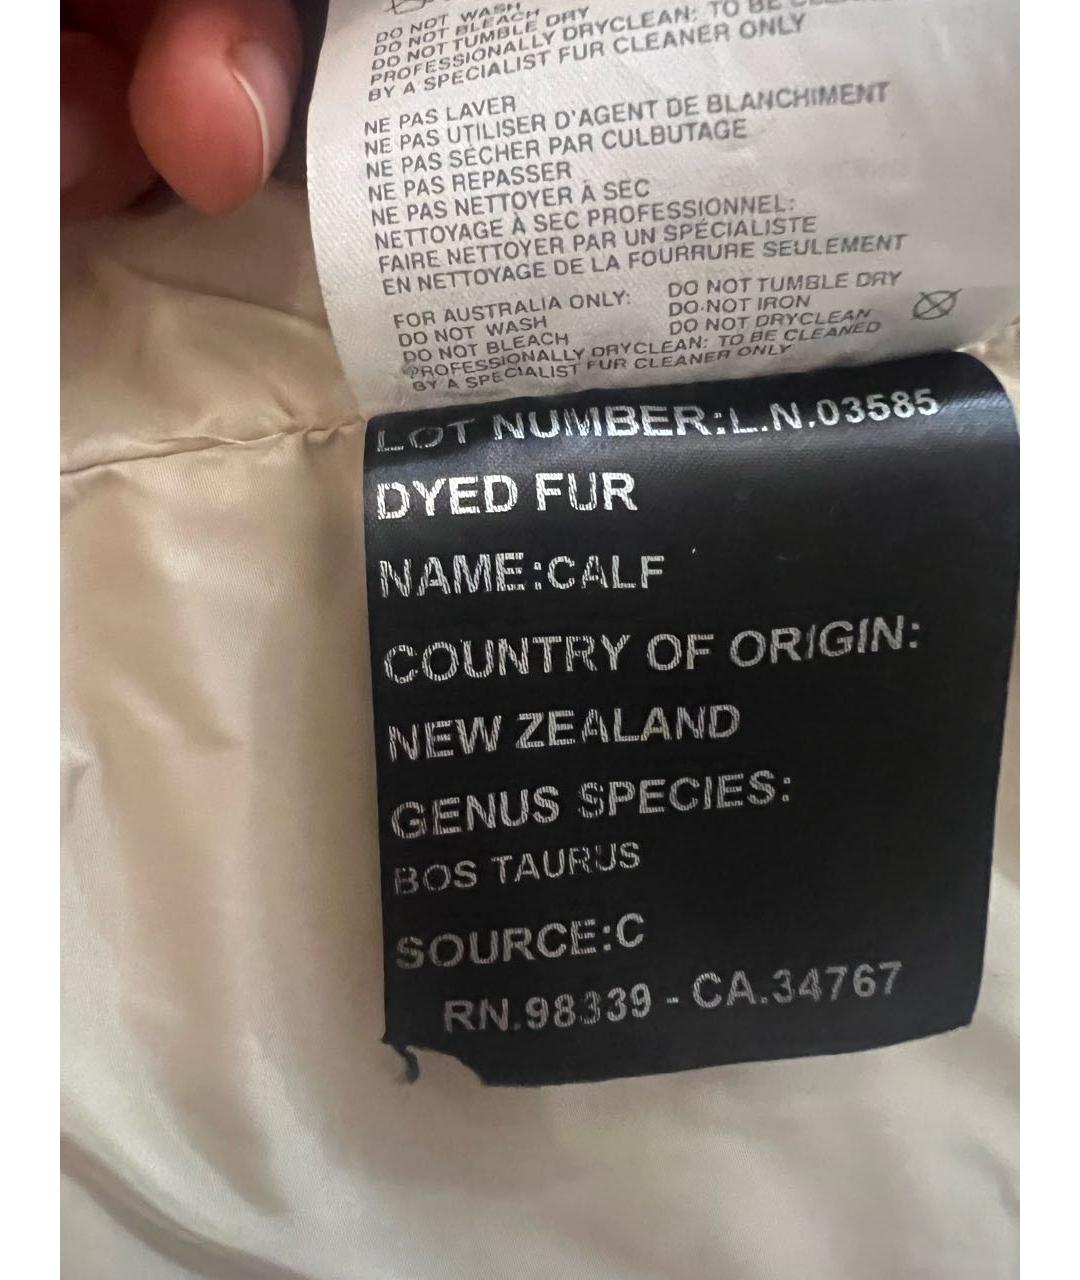 DO NOT WASH
DO NOT BLEACH
DO NOT TUMBLE DRY
PROFESSIONALLY DRYCLEAN: TO BE
BY A SPECIALIST FUR CLEANER ONLY
NE PAS LAVER
NE PAS UTILISER D'AGENT DE BLANCHIMENT
NE PAS SÉCHER PAR CULBUTAGE
NE PAS REPASSER
NE PAS NETTOYER À SEC
NETTOYAGE À SEC PROFESSIONNEL:
FAIRE NETTOYER PAR UN SPÉCIALISTE
EN NETTOYAGE DE LA FOURRURE SEULEMENT
FOR AUSTRALIA ONLY:
DO NOT WASH
DO NOT BLEACH
DO NOT TUMBLE DRY
DO NOT IRON
DO NOT DRYCLEAN
PROFESSIONALLY DRYCLEAN: TO BE CLEANED
BY A SPECIALIST FUR CLEANER ONLY
LOT NUMBER:L.N.03585
DYED FUR
NAME:CALF
COUNTRY OF ORIGIN:
NEW ZEALAND
GENUS SPECIES:
BOS TAURUS
SOURCE:C
RN.98339 - CA.34767